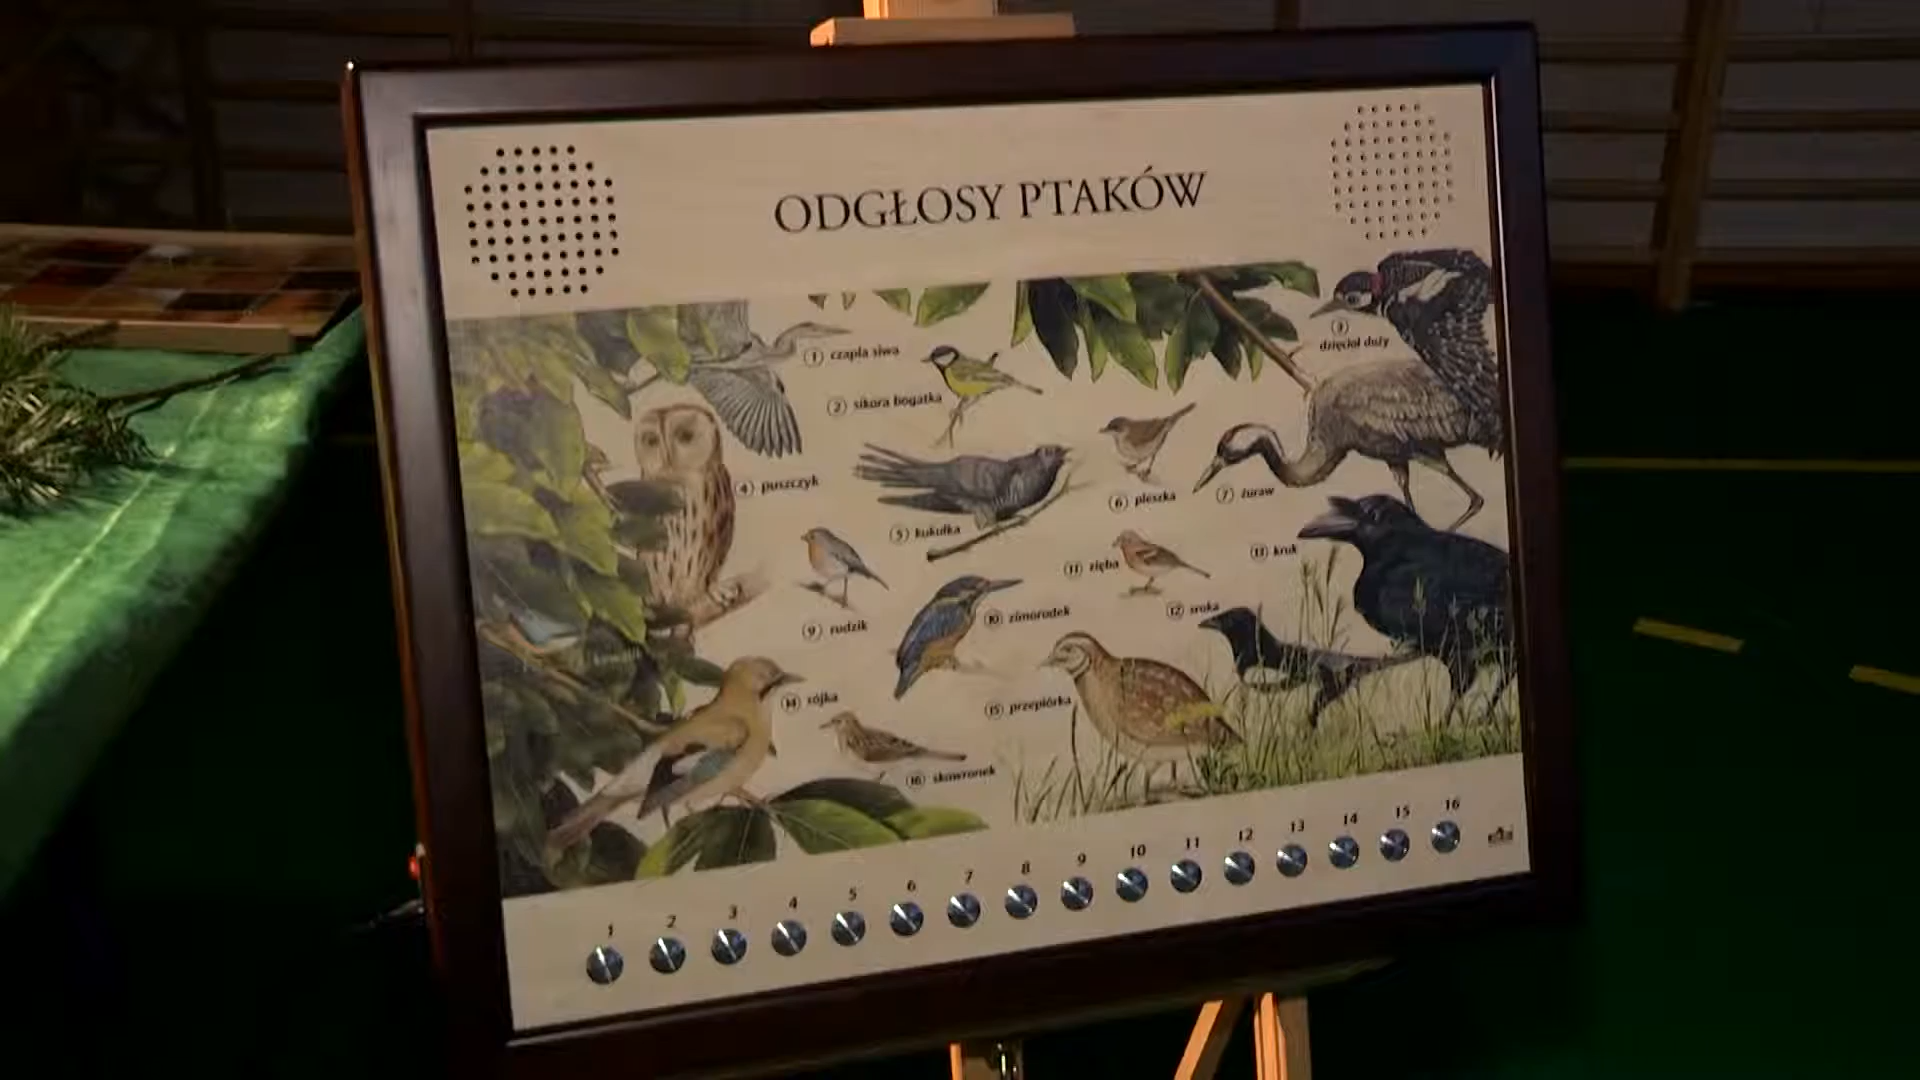 ODGŁOSY PTAKÓW
1 czapla siwa
2 sikora bogatka
dzięcioł duży
4 puszczyk
5 kukułka
6 pleszka
7 żuraw
9 rudzik
10 zimorodek
11 zięba
12 sroka
13 kruk
14 sójka
15 przepiórka
16 skowronek
1 2 3 4 5 6 7 8 9 10 11 12 13 14 15 16